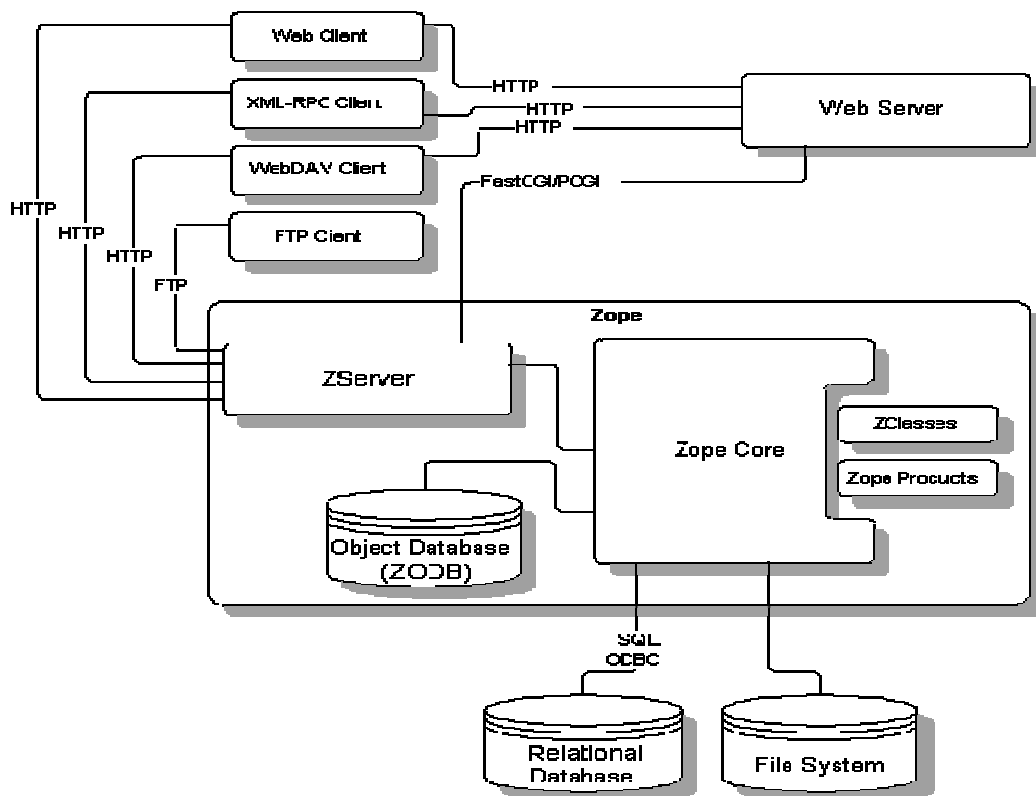 Web Client
HTTP
XML-RPC Client
HTTP
Web Server
HTTP
WebDAV Client
FastCGI/PCGI
HTTP
HTTP
FTP Client
HTTP
FTP
Zope
ZServer
ZClasses
Zope Core
Zope Products
Object Database
(ZODB)
SQL
ODBC
Relational
Database
File System